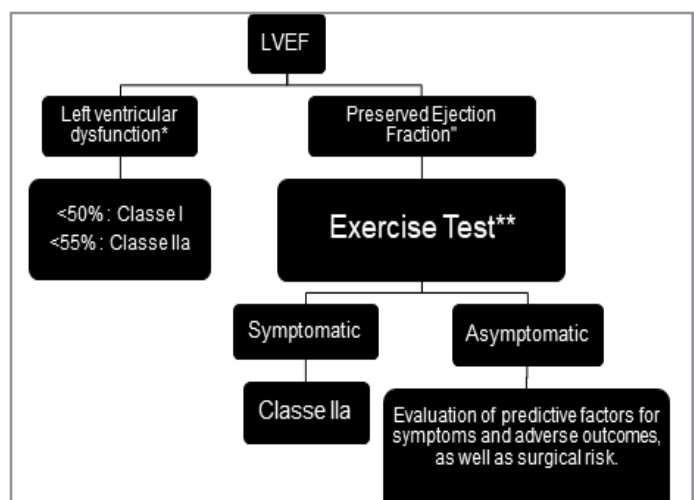 LVEF
Left ventricular
dysfunction*
Preserved Ejection
Fraction"
<50% : Classe I
<55% : Classe IIa
Exercise Test**
Symptomatic
Asymptomatic
Classe IIa
Evaluation of predictive factors for
symptoms and adverse outcomes,
as well as surgical risk.